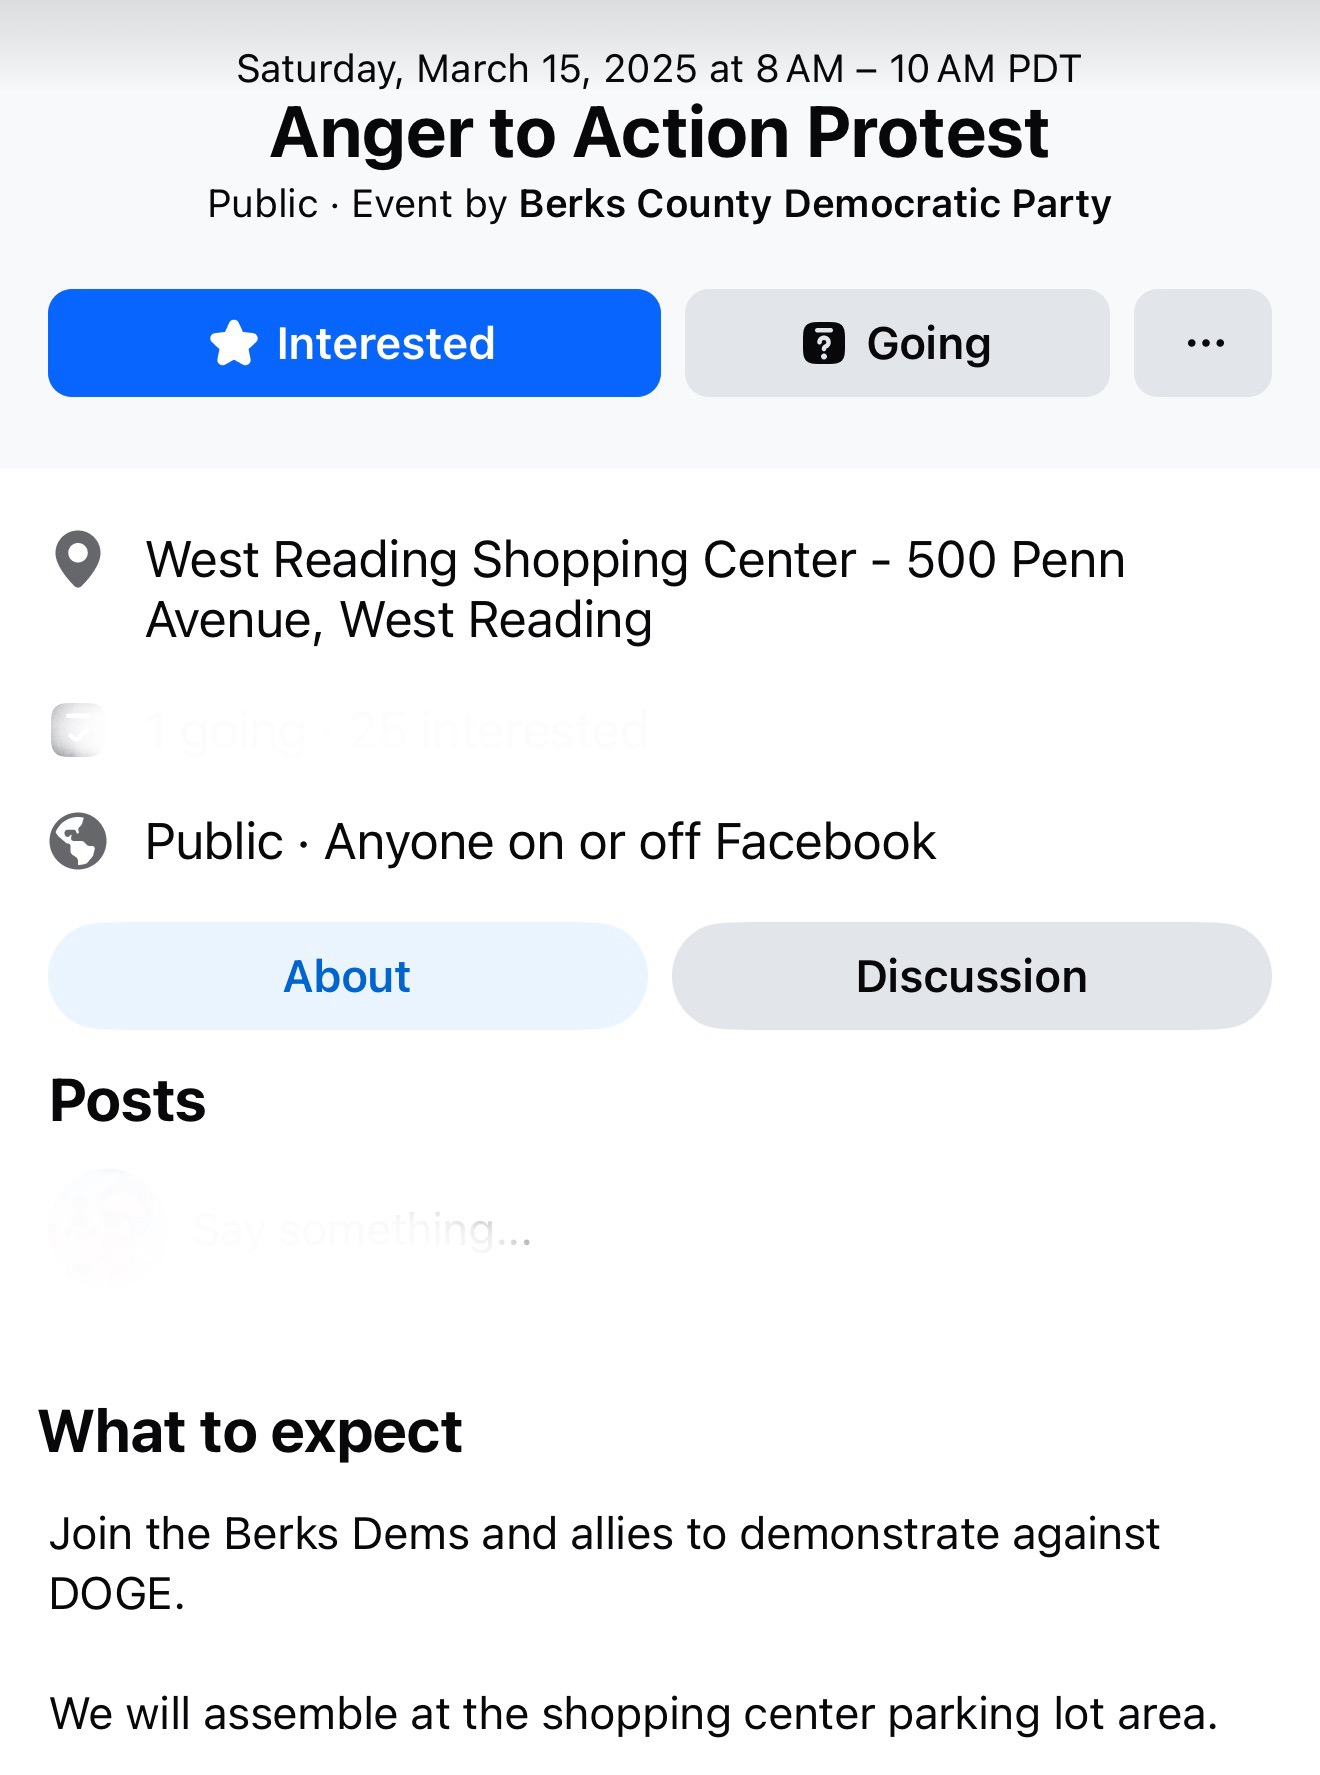 Saturday, March 15, 2025 at 8 AM – 10 AM PDT
Anger to Action Protest
Public · Event by Berks County Democratic Party
Interested
Going
West Reading Shopping Center - 500 Penn
Avenue, West Reading
1 going · 25 interested
Public · Anyone on or off Facebook
About
Discussion
Posts
Say something...
What to expect
Join the Berks Dems and allies to demonstrate against
DOGE.
We will assemble at the shopping center parking lot area.